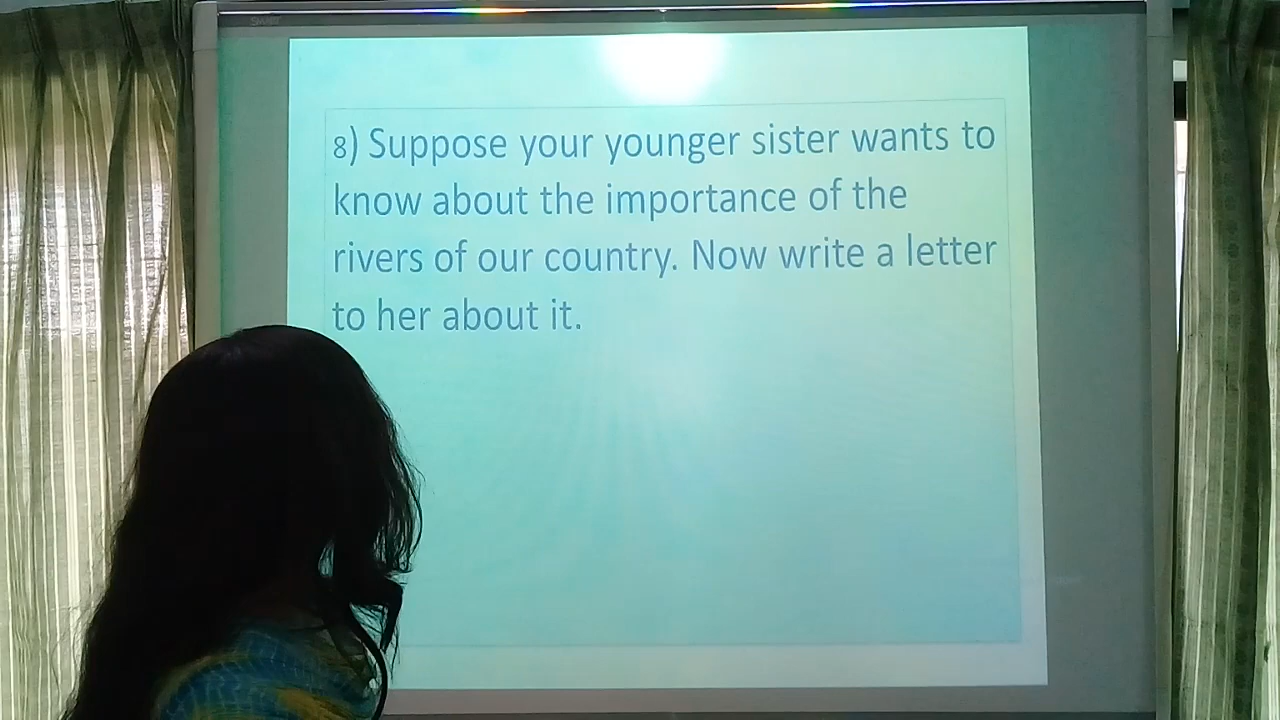 SMART
8) Suppose your younger sister wants to
know about the importance of the
rivers of our country. Now write a letter
to her about it.